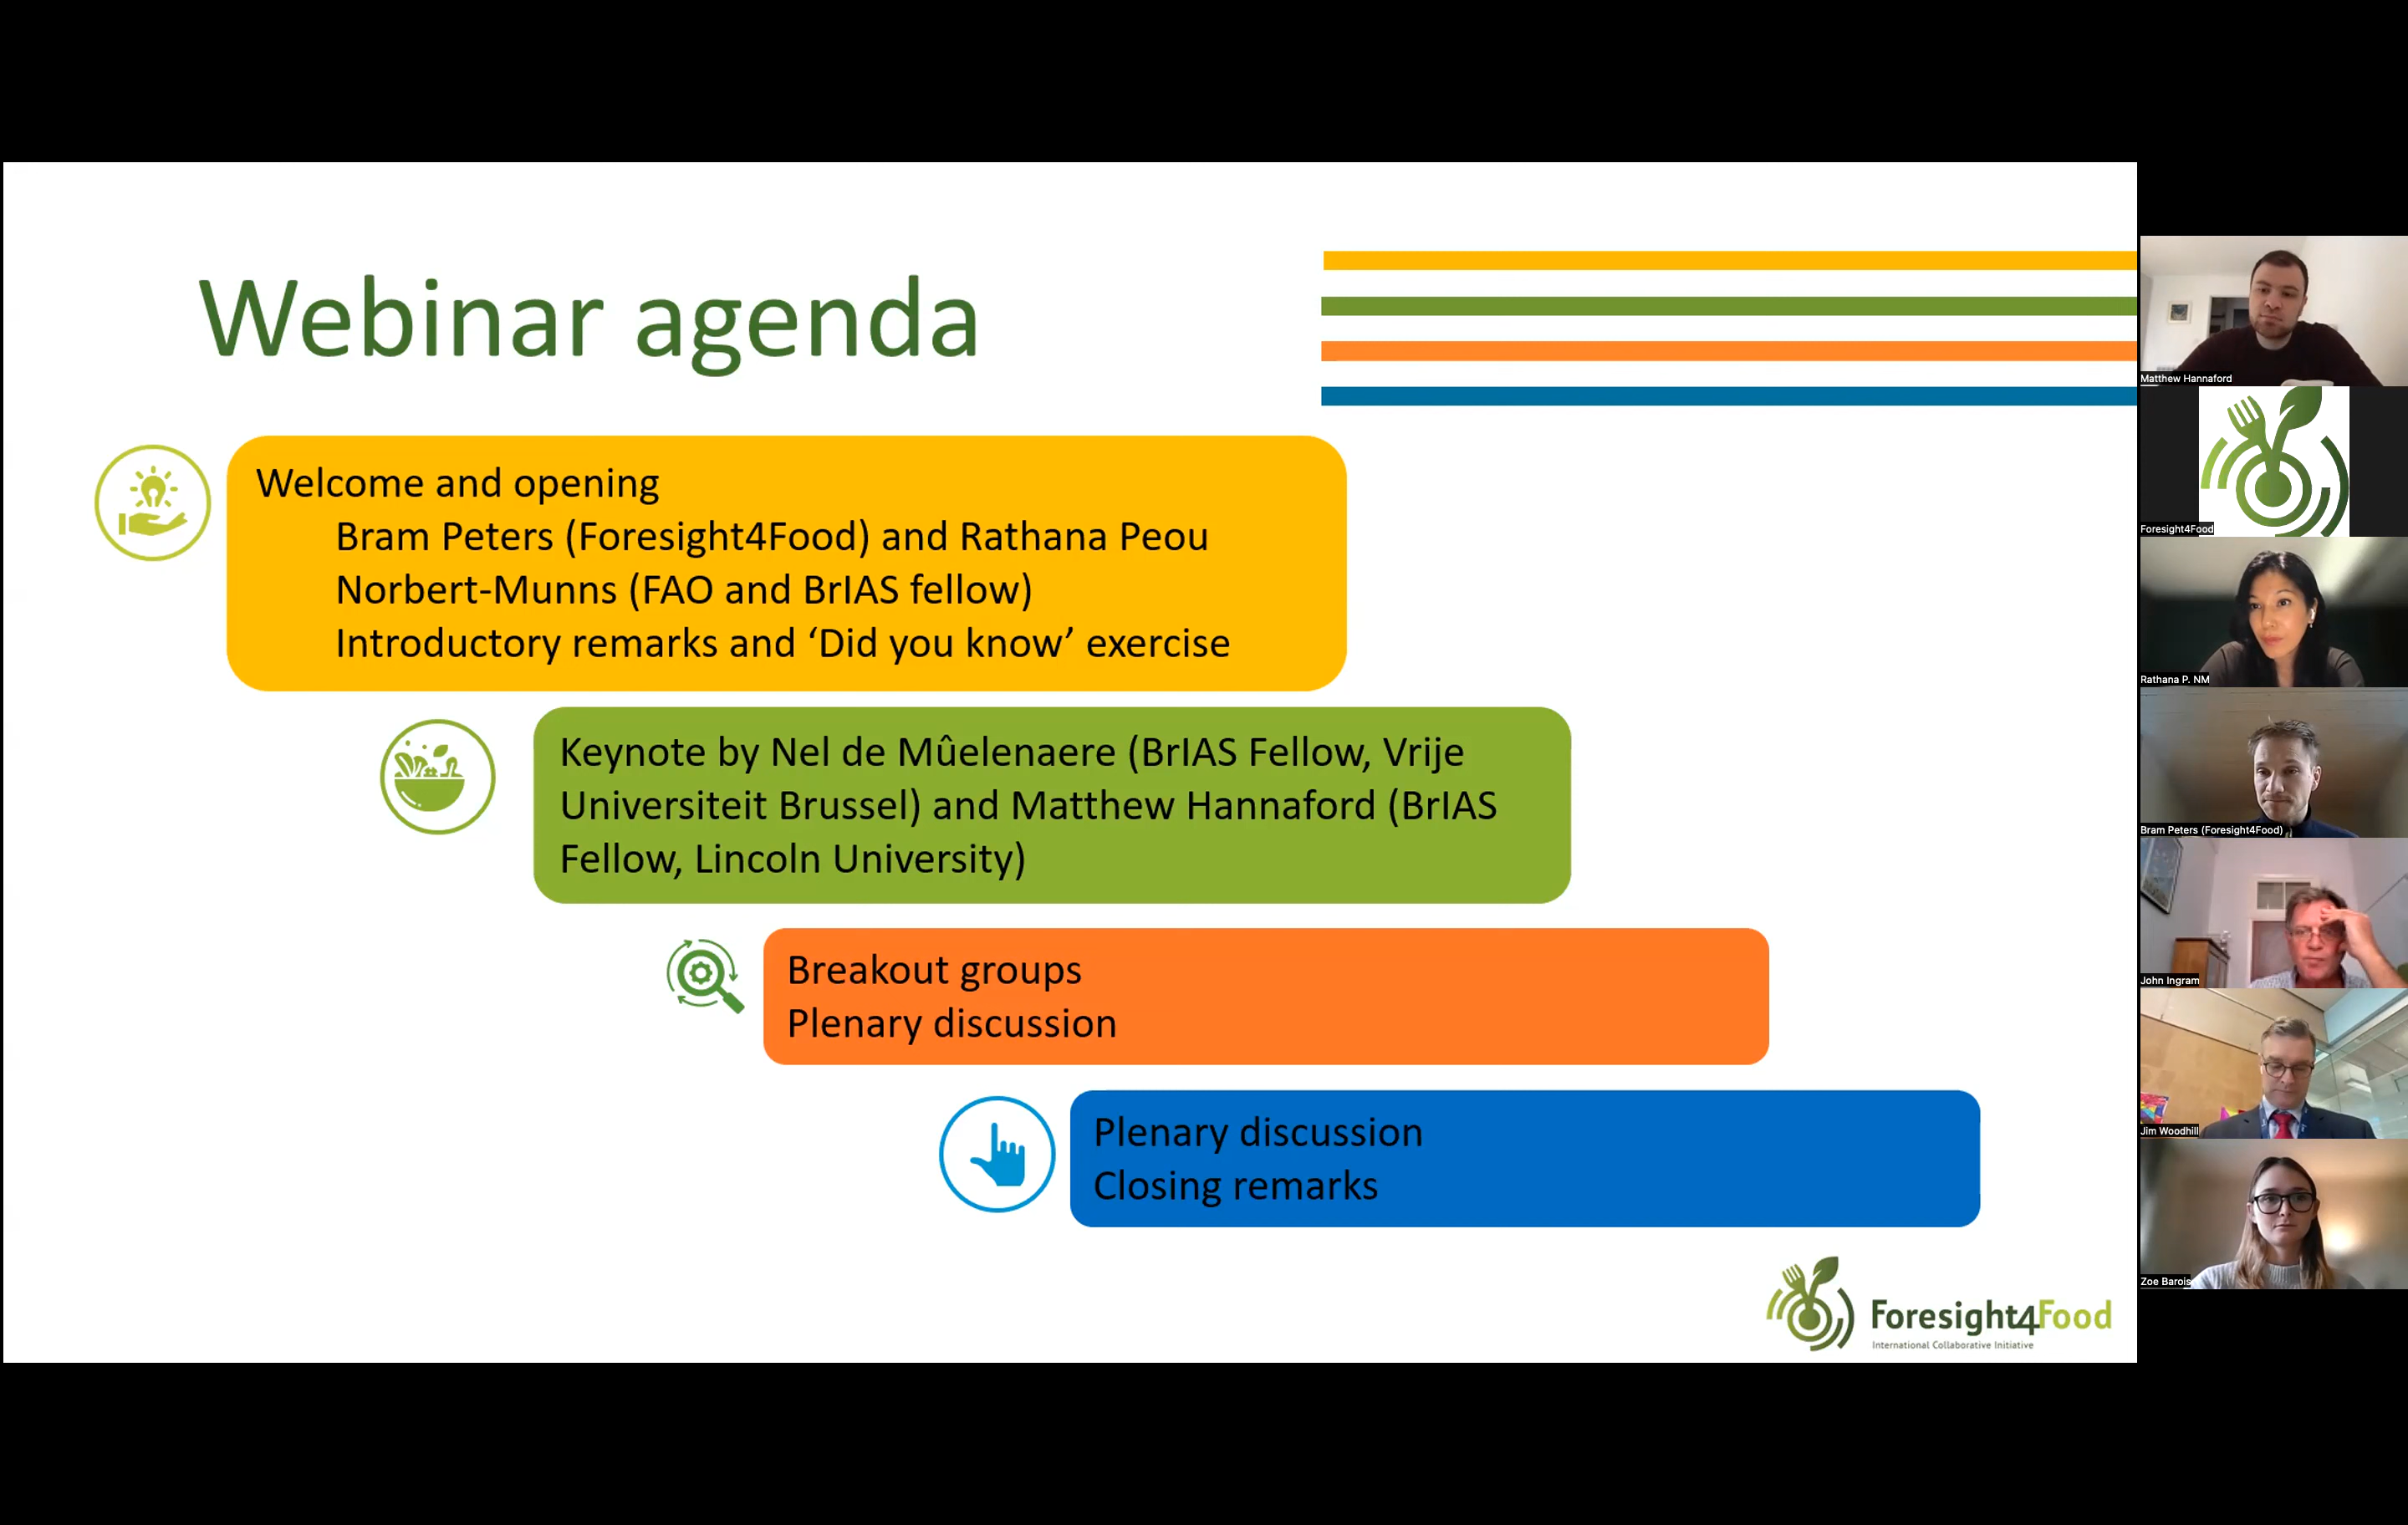 Webinar agenda
Welcome and opening
Bram Peters (Foresight4Food) and Rathana Peou
Norbert-Munns (FAO and BrIAS fellow)
Introductory remarks and ‘Did you know’ exercise
Keynote by Nel de Mûelenaere (BrIAS Fellow, Vrije
Universiteit Brussel) and Matthew Hannaford (BrIAS
Fellow, Lincoln University)
Breakout groups
Plenary discussion
Plenary discussion
Closing remarks
Foresight4Food
International Collaborative Initiative
Matthew Hannaford
Foresight4Food
Rathana P. NM
Bram Peters (Foresight4Food)
John Ingram
Jim Woodhill
Zoe Barois